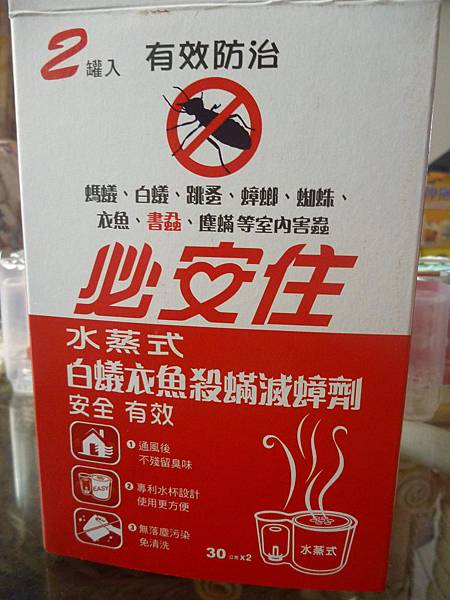 2罐入 有效防治
螞蟻、白蟻、跳蚤、蟑螂、蜘蛛、
衣魚、書蝨、塵蟎等室內害蟲
必安住
水蒸式
白蟻衣魚殺蟎滅蟑劑
安全 有效
1 通風後
不殘留臭味
EASY
2 專利水杯設計
使用更方便
3 無落塵污染
免清洗
水蒸式
30公克x2